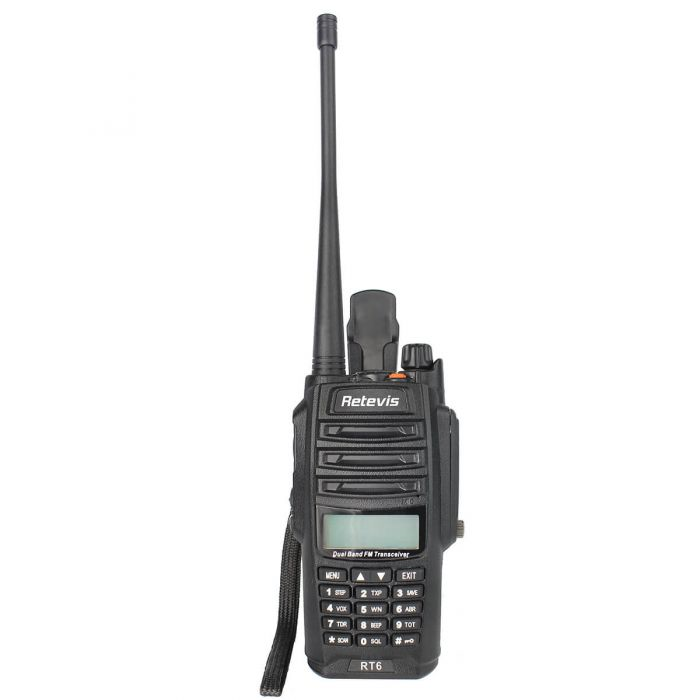 Retevis
Dual Band FM Transceiver
MENU ▲ ▼ EXIT
1 STEP 2 TXP 3 SAVE
4 VOX 5 WN 6 ABR
7 TDR 8 BEEP 9 TOT
* SCAN 0 SQL #
RT6